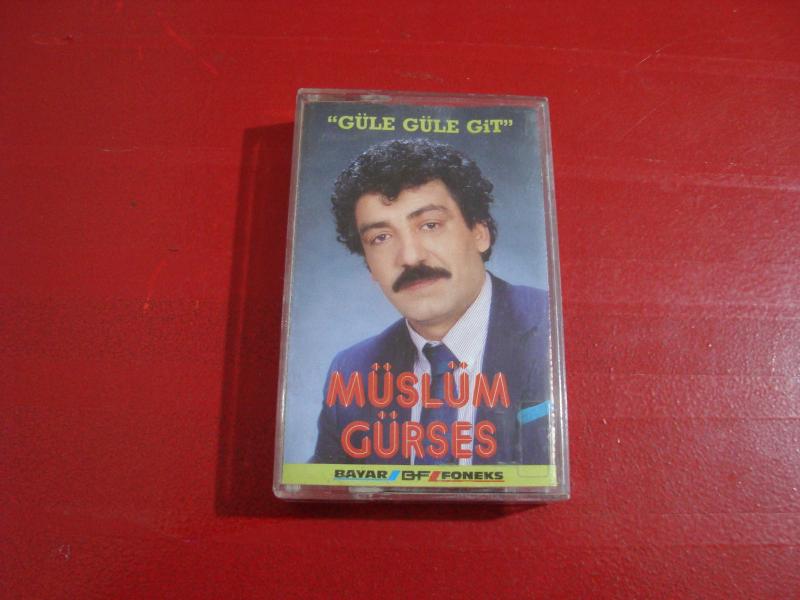 "GÜLE GÜLE GiT"
MÜSLÜM
GÜRSES
BAYAR BF FONEKS